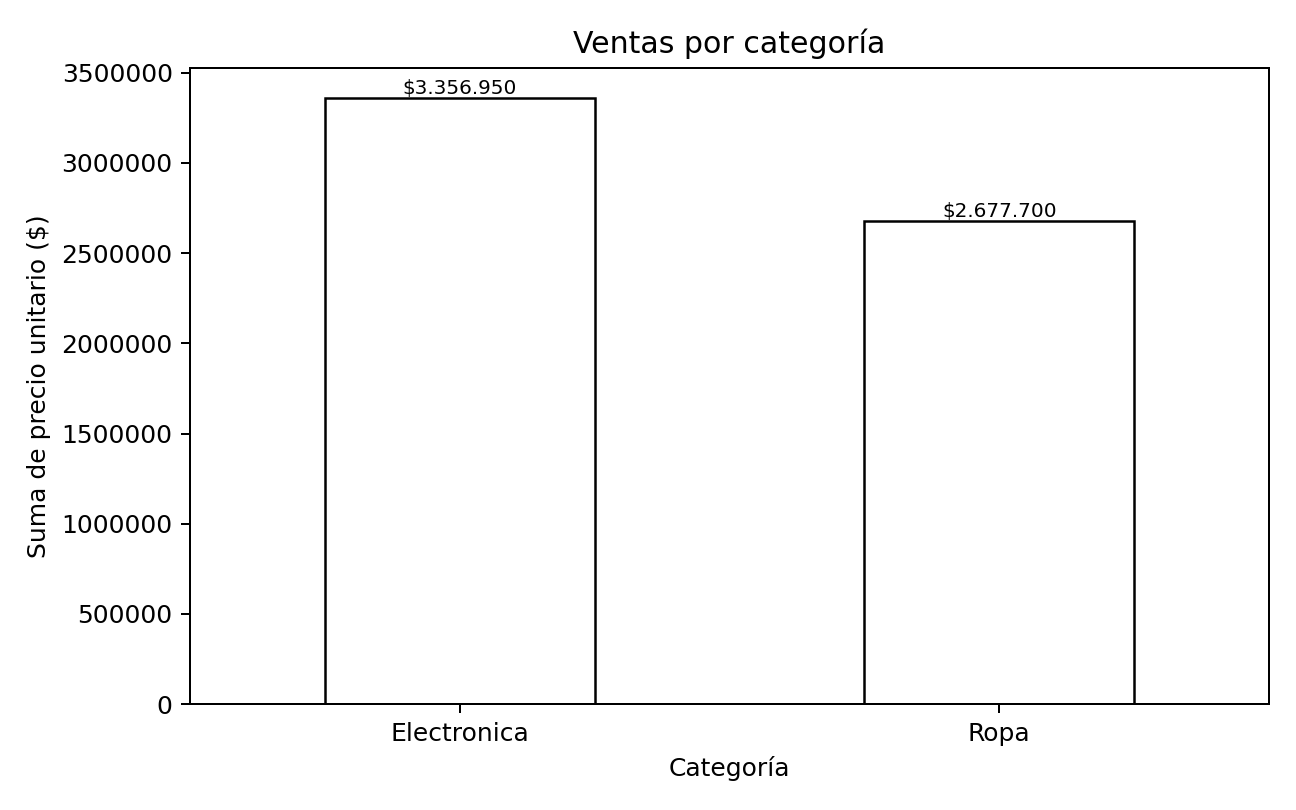 Ventas por categoría
3500000
3000000
2500000
2000000
1500000
1000000
500000
0
Suma de precio unitario ($)
$3.356.950
$2.677.700
Electronica
Ropa
Categoría